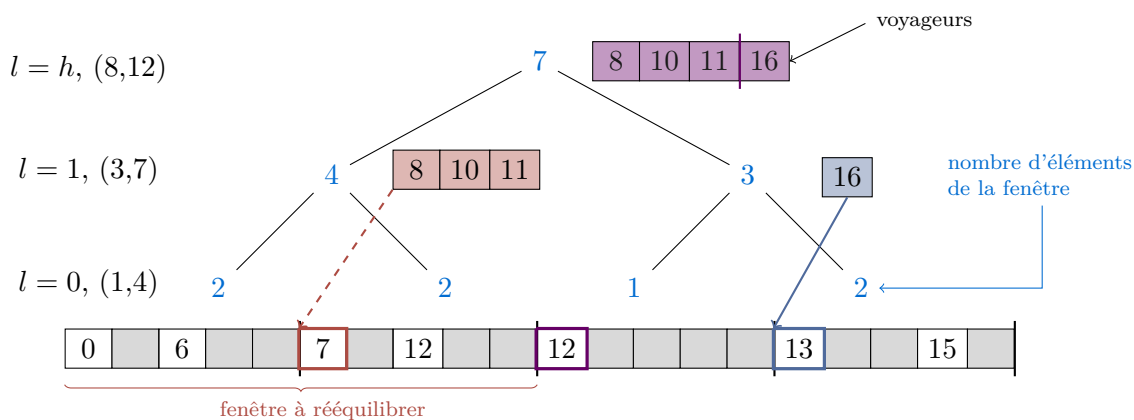 voyageurs
l = h, (8,12)
7
8 10 11 16
l = 1, (3,7)
4
8 10 11
3
16
nombre d'éléments
de la fenêtre
l = 0, (1,4)
2 2 1 2
0 6 7 12 12 13 15
fenêtre à rééquilibrer